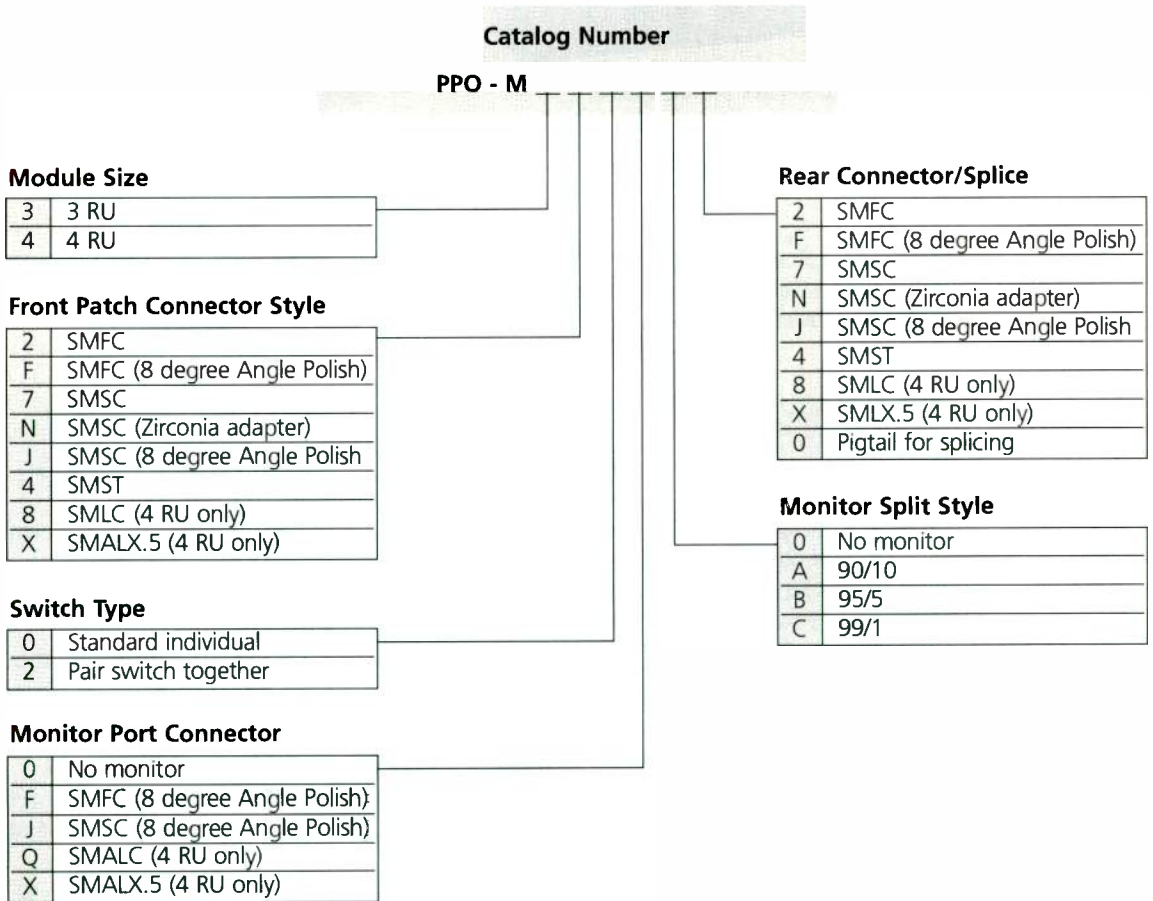 Catalog Number
PPO - M _ _ _ _ _ _
Module Size
3 3 RU
4 4 RU
Front Patch Connector Style
2 SMFC
F SMFC (8 degree Angle Polish)
7 SMSC
N SMSC (Zirconia adapter)
J SMSC (8 degree Angle Polish
4 SMST
8 SMLC (4 RU only)
X SMALX.5 (4 RU only)
Switch Type
0 Standard individual
2 Pair switch together
Monitor Port Connector
0 No monitor
F SMFC (8 degree Angle Polish)
J SMSC (8 degree Angle Polish)
Q SMALC (4 RU only)
X SMALX.5 (4 RU only)
Rear Connector/Splice
2 SMFC
F SMFC (8 degree Angle Polish)
7 SMSC
N SMSC (Zirconia adapter)
J SMSC (8 degree Angle Polish
4 SMST
8 SMLC (4 RU only)
X SMLX.5 (4 RU only)
0 Pigtail for splicing
Monitor Split Style
0 No monitor
A 90/10
B 95/5
C 99/1